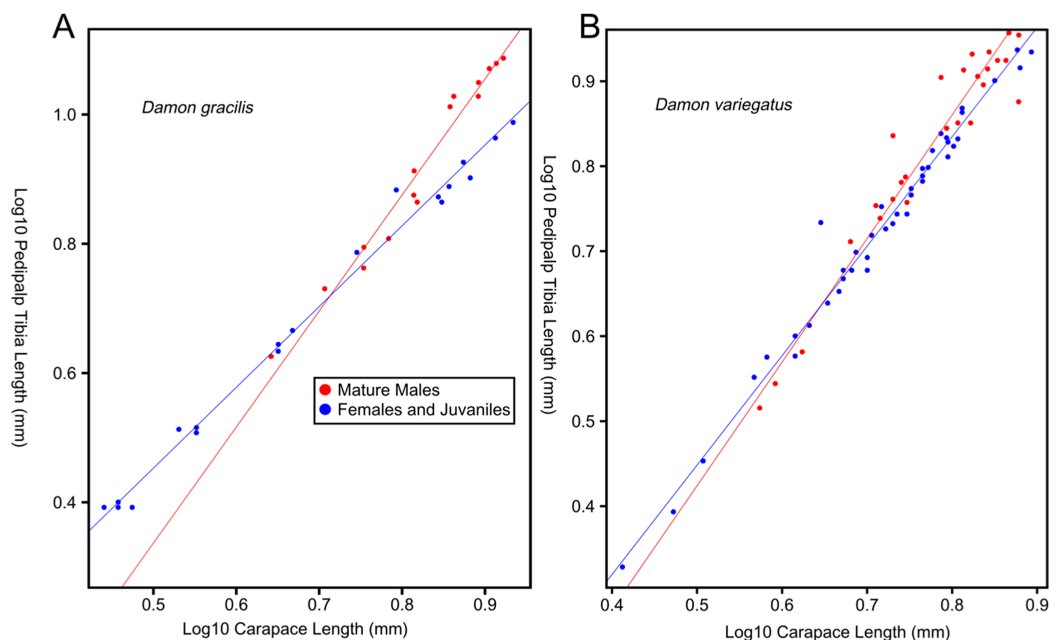 A
B
Damon gracilis
Damon variegatus
Log10 Pedipalp Tibia Length (mm)
1.0
0.8
0.6
0.4
Mature Males
Females and Juvaniles
0.5
0.6
0.7
0.8
0.9
Log10 Carapace Length (mm)
Log10 Pedipalp Tibia Length (mm)
0.9
0.8
0.7
0.6
0.5
0.4
0.4
0.5
0.6
0.7
0.8
0.9
Log10 Carapace Length (mm)